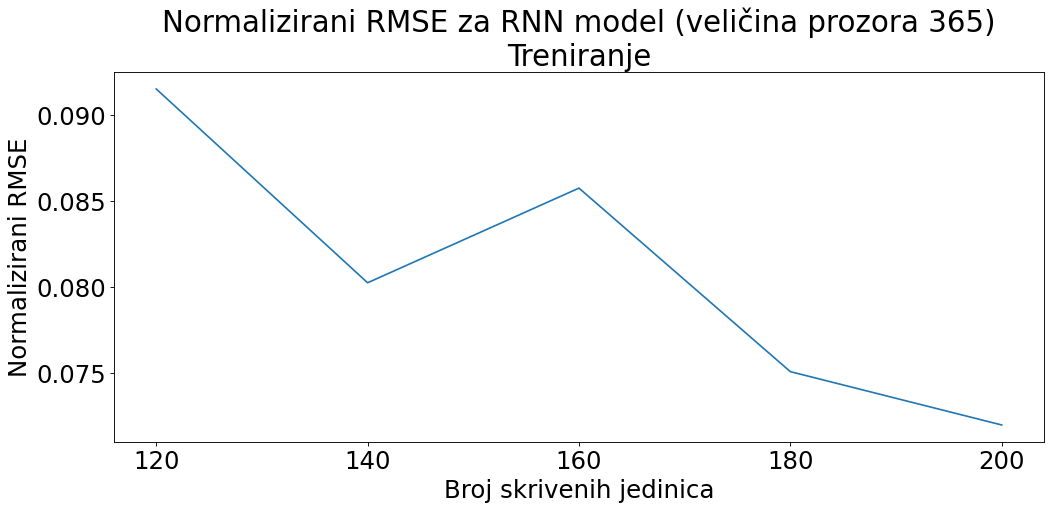 Normalizirani RMSE za RNN model (veličina prozora 365)
Treniranje
Normalizirani RMSE
0.090
0.085
0.080
0.075
120 140 160 180 200
Broj skrivenih jedinica